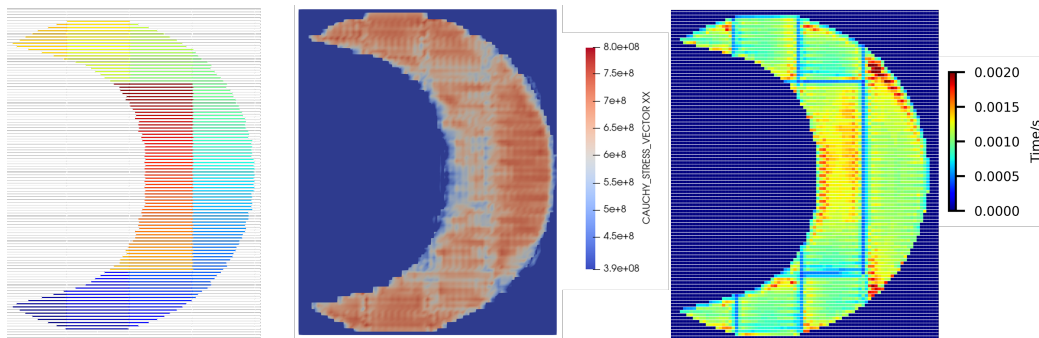 8.0e+08
7.5e+8
7e+8
6.5e+8
6e+8
5.5e+8
5e+8
4.5e+8
3.9e+08
CAUCHY_STRESS_VECTOR XX
0.0020
0.0015
0.0010
0.0005
0.0000
Time/s